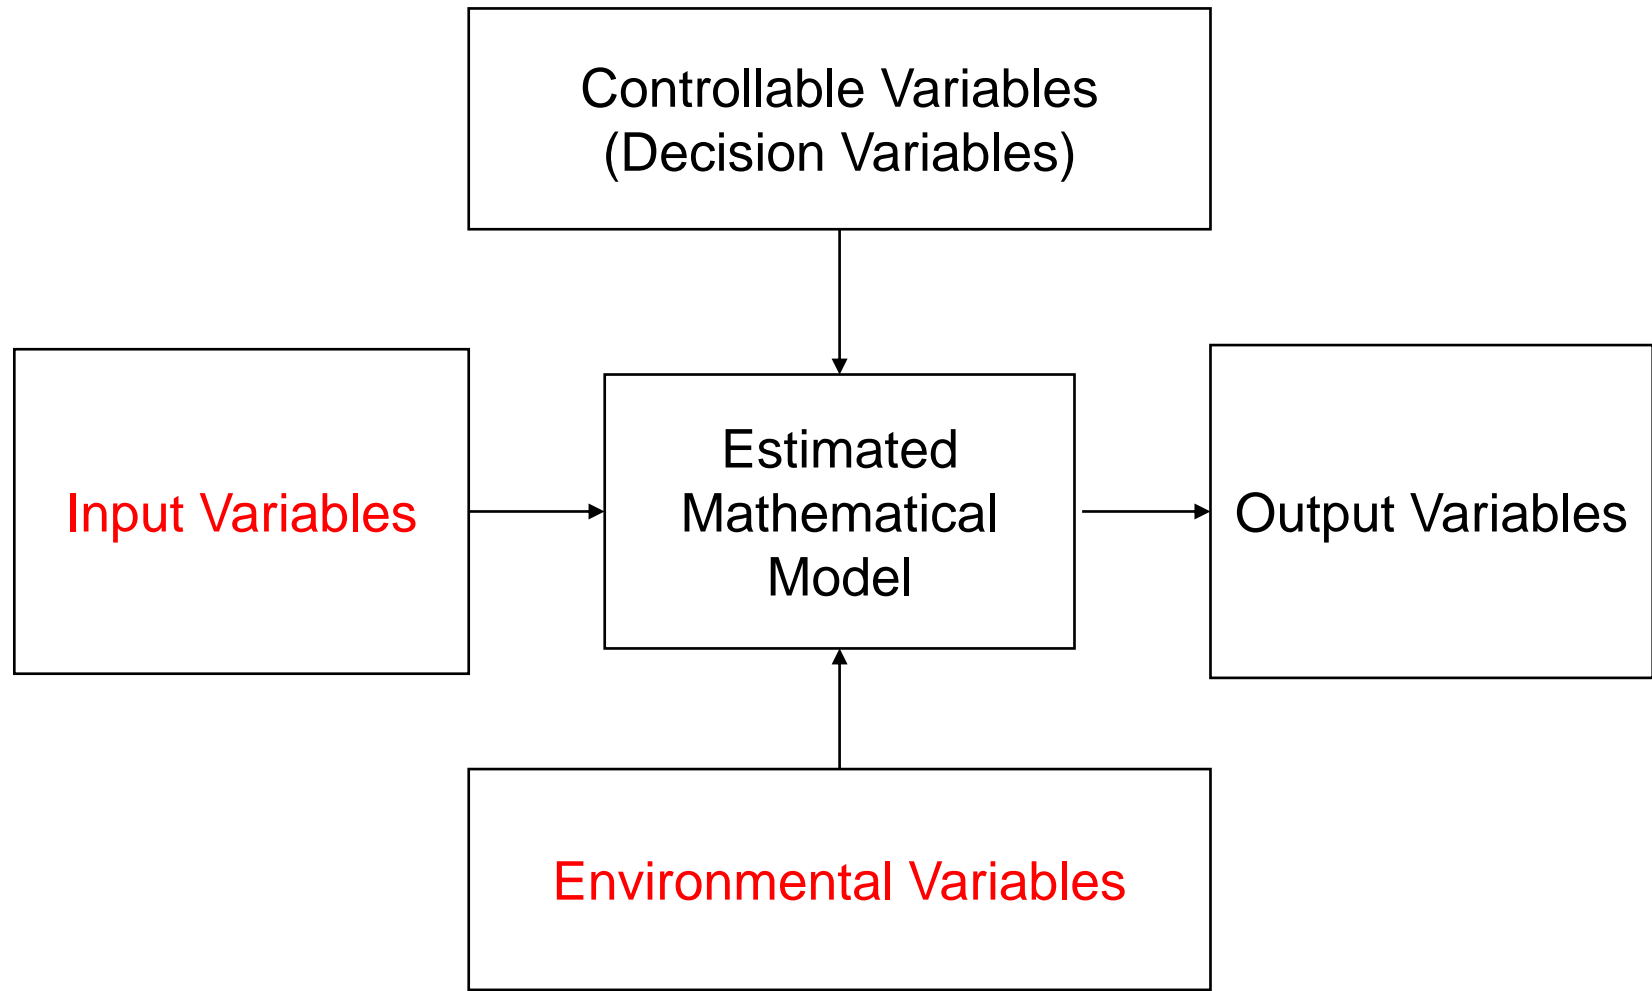 Controllable Variables
(Decision Variables)
Input Variables
Estimated
Mathematical
Model
Output Variables
Environmental Variables